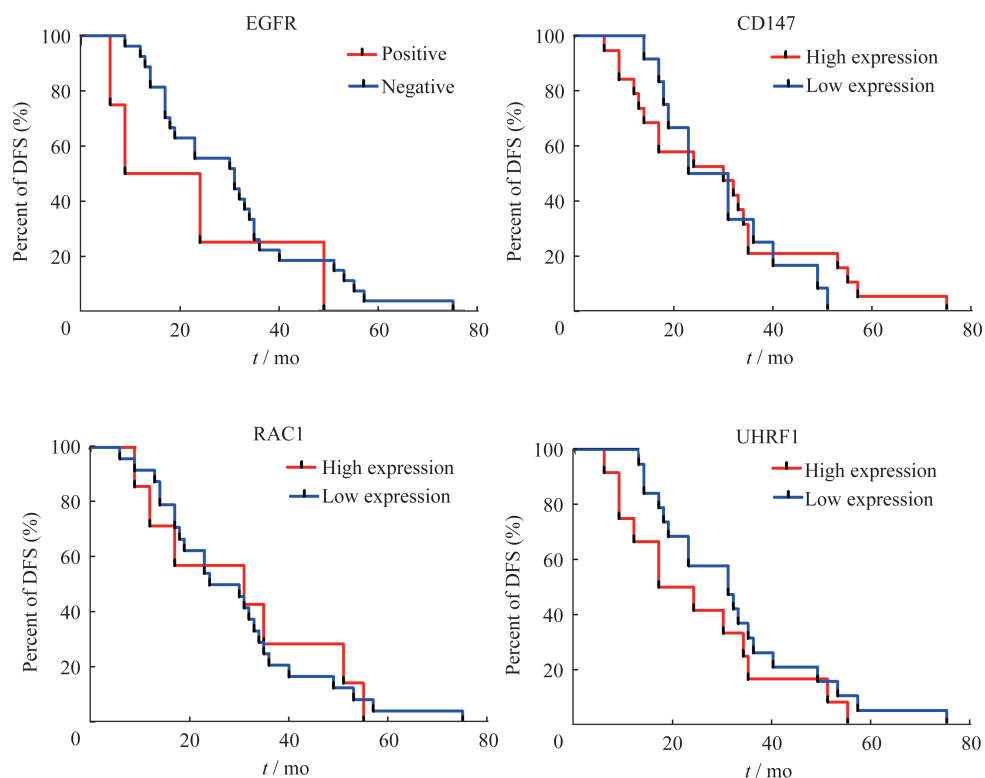 EGFR
Percent of DFS (%)
100
80
60
40
20
0
20
40
60
80
t / mo
Positive
Negative
CD147
Percent of DFS (%)
100
80
60
40
20
0
20
40
60
80
t / mo
High expression
Low expression
RAC1
Percent of DFS (%)
100
80
60
40
20
0
20
40
60
80
t / mo
High expression
Low expression
UHRF1
Percent of DFS (%)
100
80
60
40
20
0
20
40
60
80
t / mo
High expression
Low expression